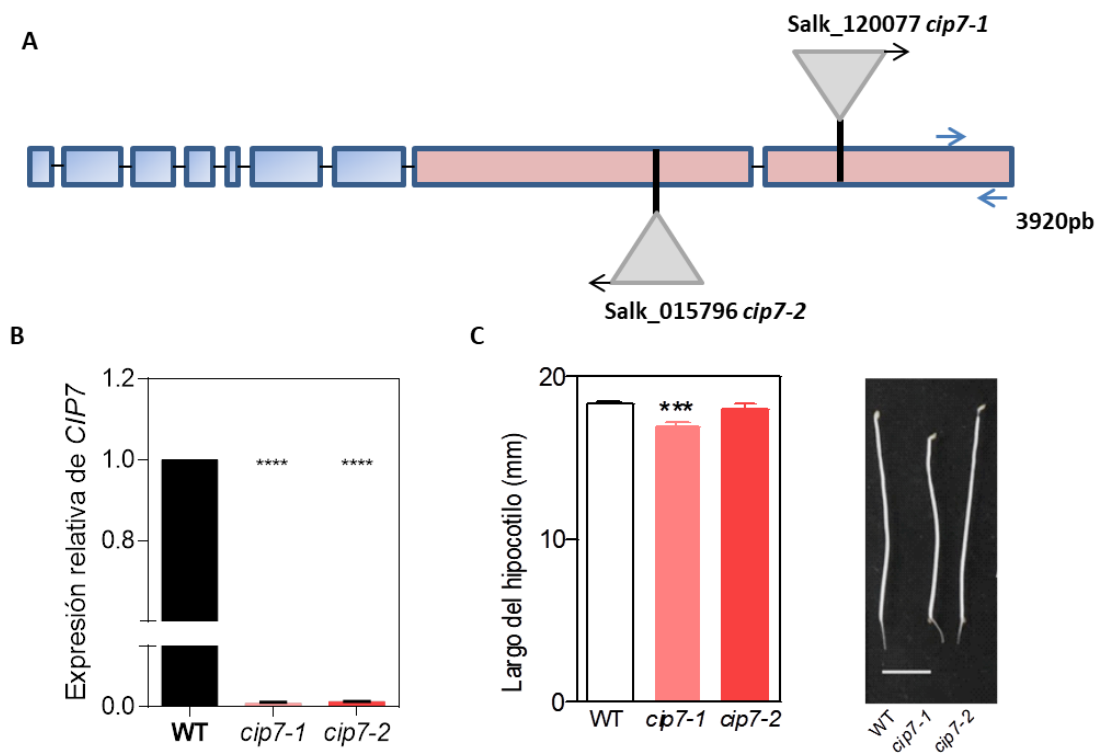 A
Salk_120077 cip7-1
3920pb
Salk_015796 cip7-2
B
Expresión relativa de CIP7
1.2
1.0
0.8
0.0
**** ****
WT cip7-1 cip7-2
C
Largo del hipocotilo (mm)
20
10
0
***
WT cip7-1 cip7-2
WT
cip7-1
cip7-2